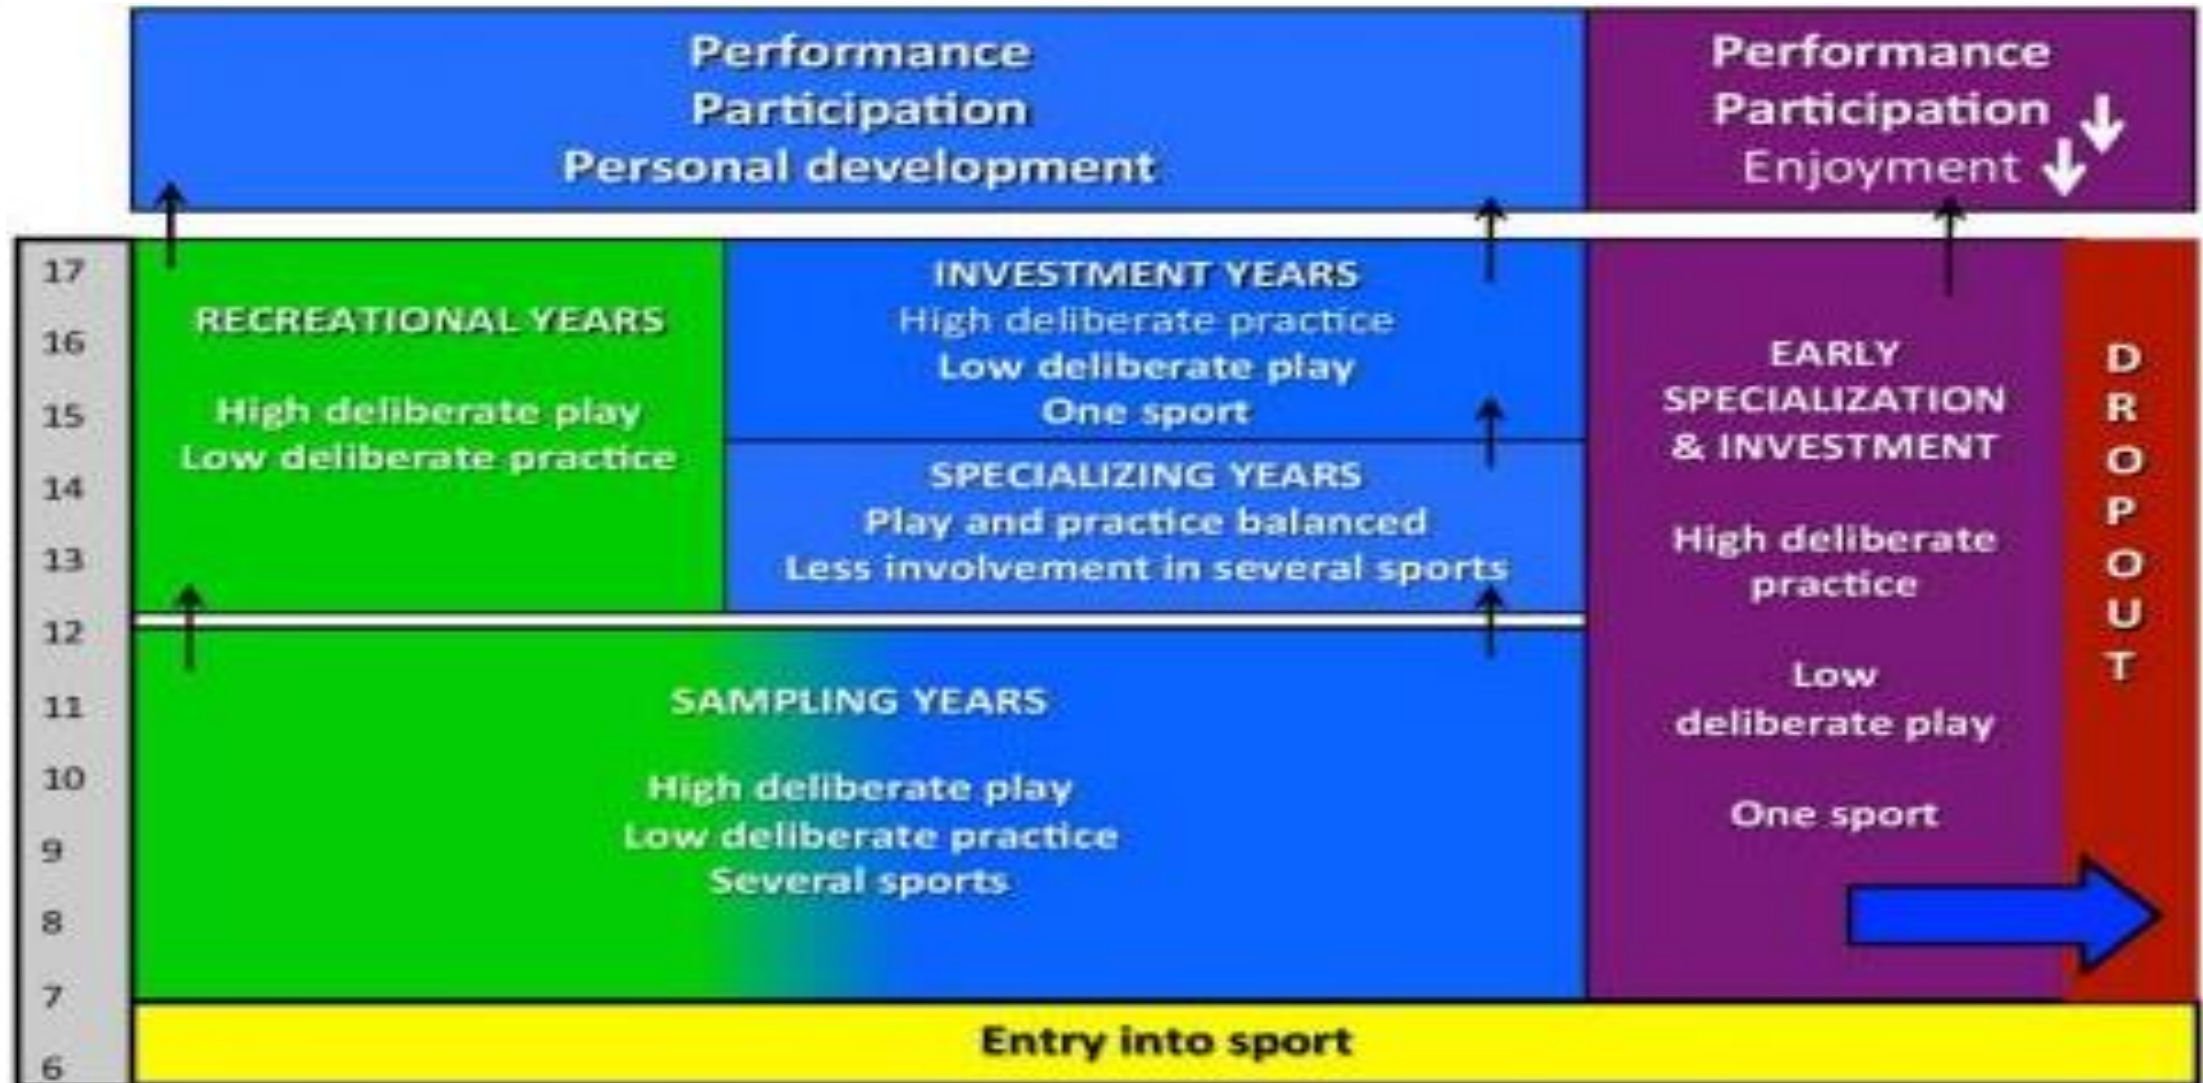 Performance
Participation
Personal development
Performance
Participation
Enjoyment
17
16
15
14
13
12
11
10
9
8
7
6
RECREATIONAL YEARS
High deliberate play
Low deliberate practice
INVESTMENT YEARS
High deliberate practice
Low deliberate play
One sport
SPECIALIZING YEARS
Play and practice balanced
Less involvement in several sports
SAMPLING YEARS
High deliberate play
Low deliberate practice
Several sports
EARLY
SPECIALIZATION
& INVESTMENT
High deliberate
practice
Low
deliberate play
One sport
DROPOUT
Entry into sport